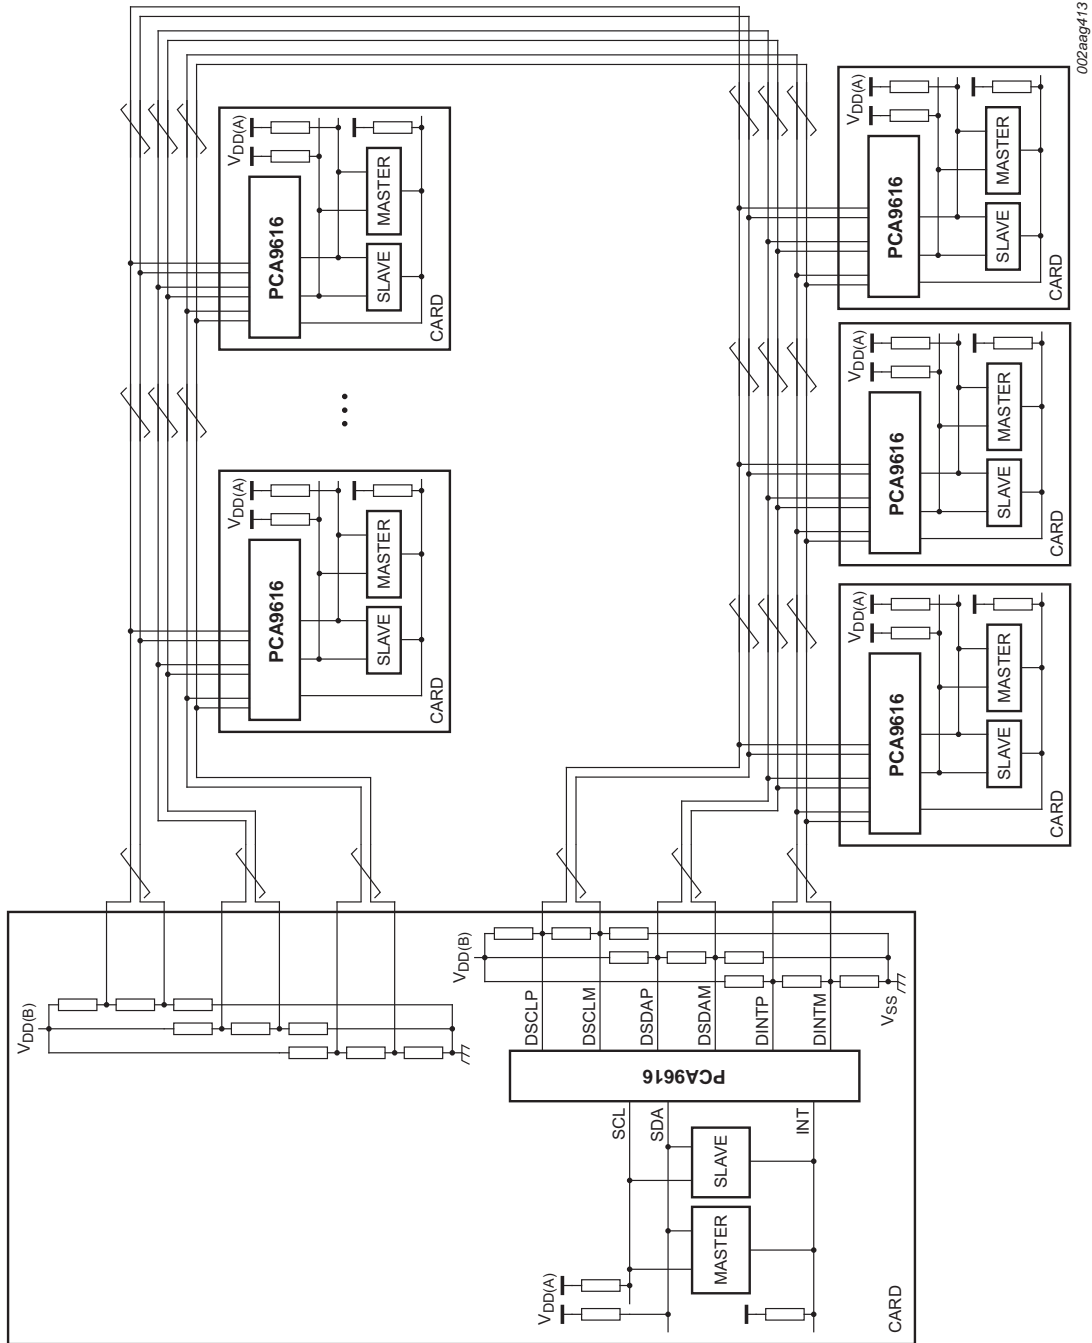 002aag413
VDD(A)
PCA9616
MASTER
SLAVE
CARD
VDD(A)
PCA9616
MASTER
SLAVE
CARD
• • •
VDD(A)
PCA9616
MASTER
SLAVE
CARD
VDD(A)
PCA9616
MASTER
SLAVE
CARD
VDD(A)
PCA9616
MASTER
SLAVE
CARD
VDD(B)
VDD(B)
DSCLP
DSCLM
DSDAP
DSDAM
DINTP
DINTM
VSS
PCA9616
SCL
SDA
INT
SLAVE
MASTER
VDD(A)
CARD